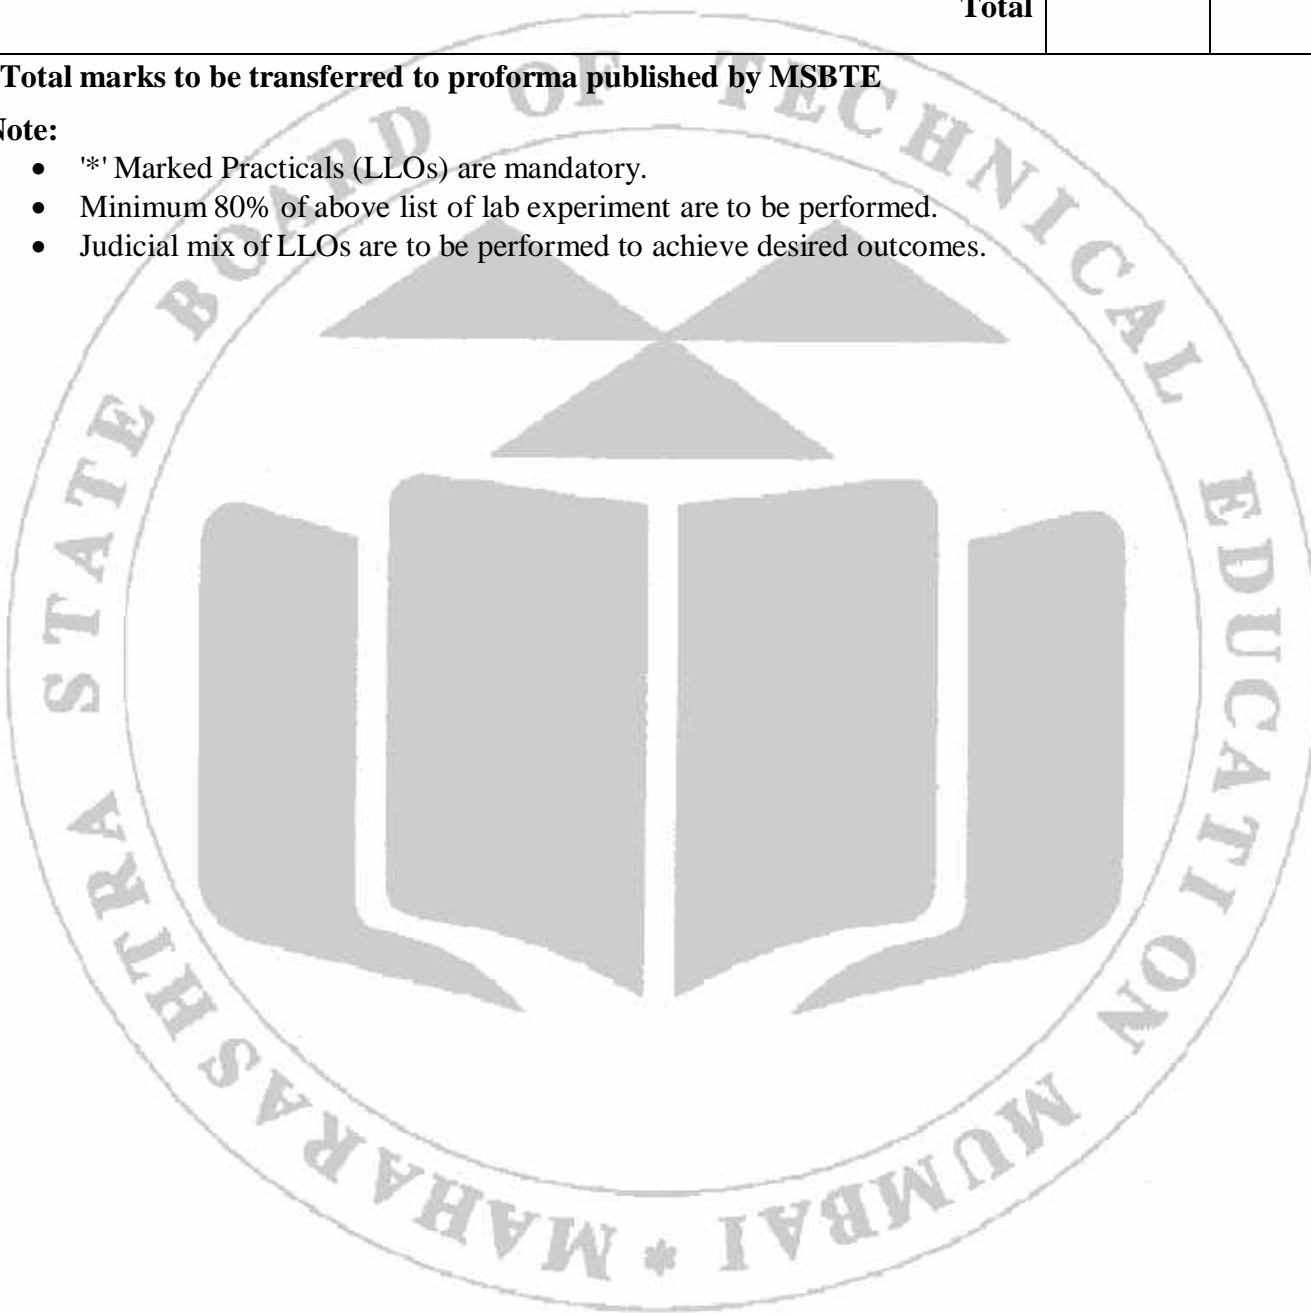 Total
Total marks to be transferred to proforma published by MSBTE
Note:
• '*' Marked Practicals (LLOs) are mandatory.
• Minimum 80% of above list of lab experiment are to be performed.
• Judicial mix of LLOs are to be performed to achieve desired outcomes.
MAHARASHTRA STATE BOARD OF TECHNICAL EDUCATION MUMBAI *